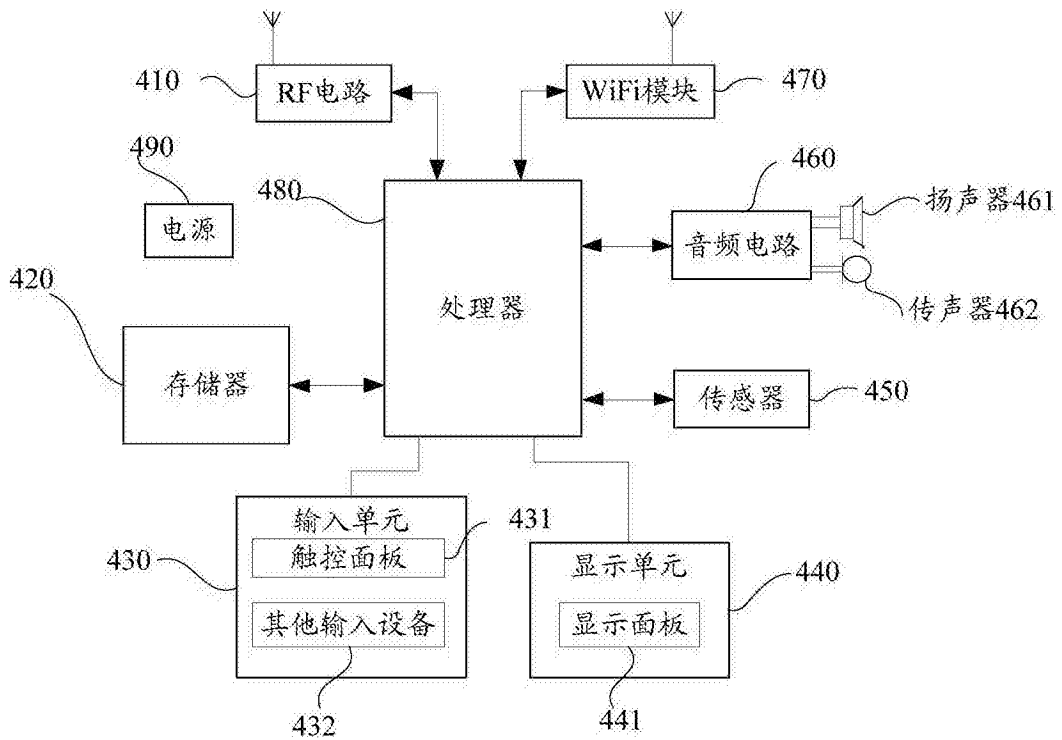 410
RF电路
WiFi模块
470
490
电源
480
460
音频电路
扬声器461
传声器462
420
存储器
处理器
传感器
450
输入单元
431
触控面板
430
其他输入设备
432
显示单元
440
显示面板
441